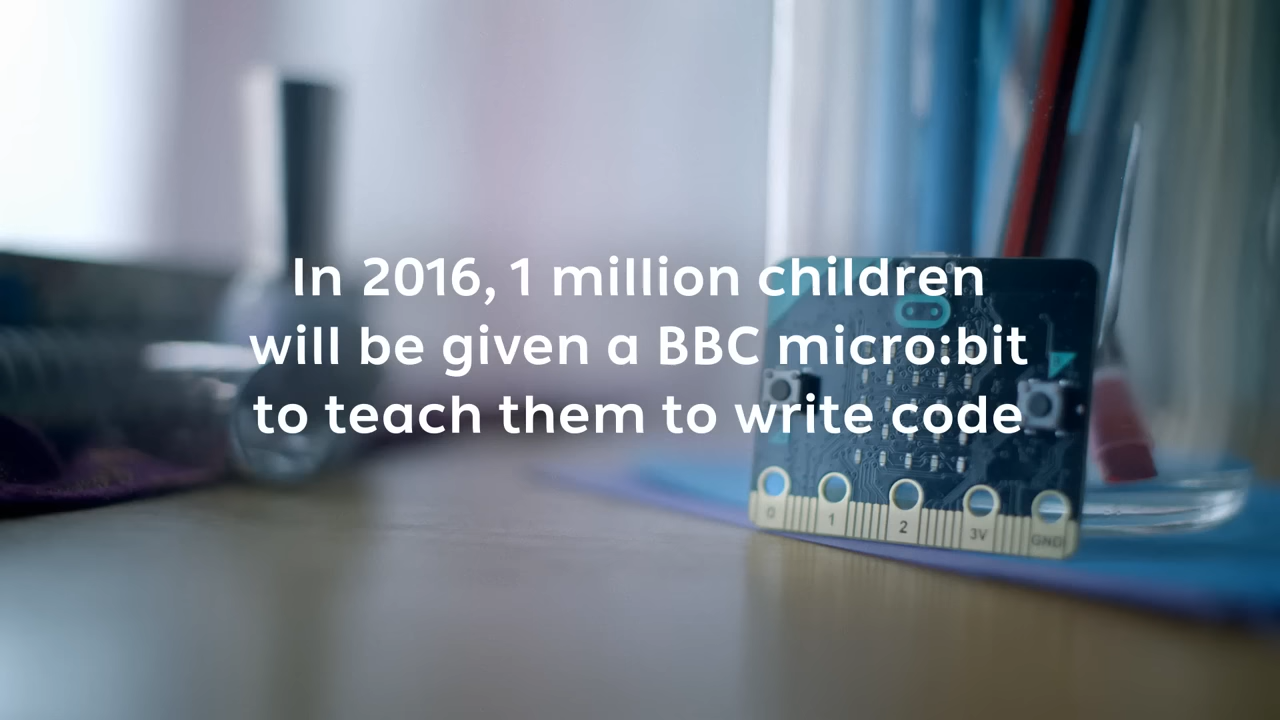 In 2016, 1 million children
will be given a BBC micro:bit
to teach them to write code
0 1 2 3V GND